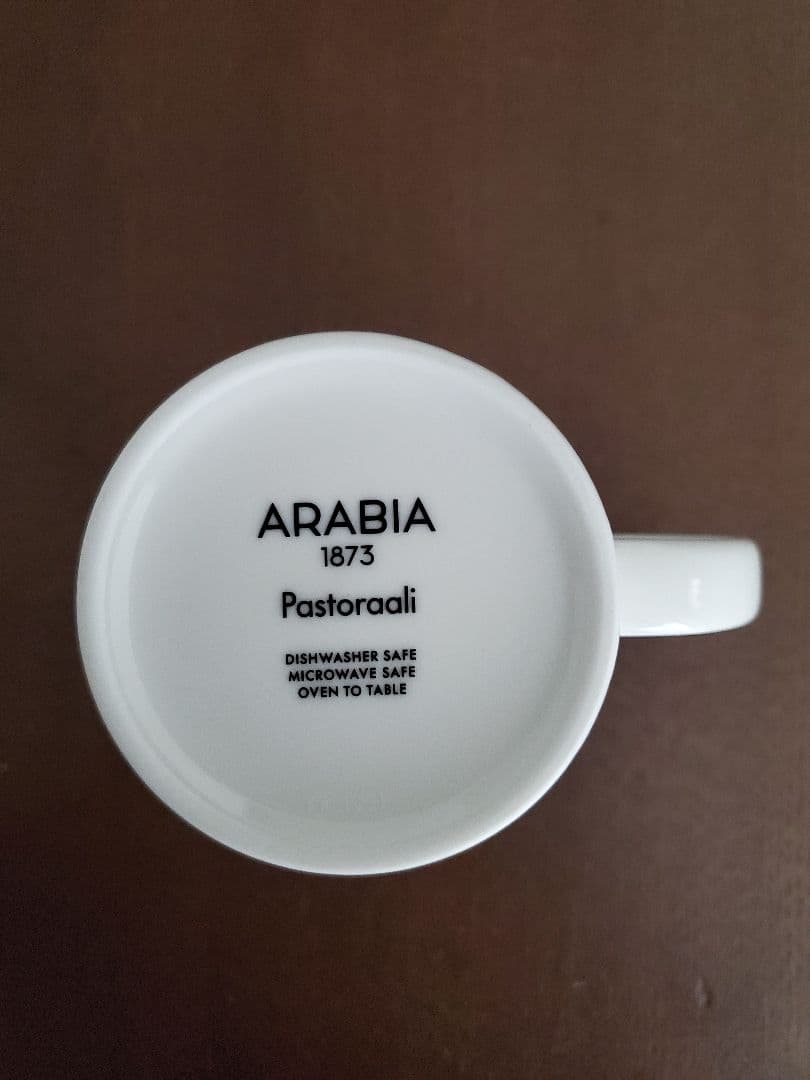 ARABIA
1873
Pastoraali
DISHWASHER SAFE
MICROWAVE SAFE
OVEN TO TABLE